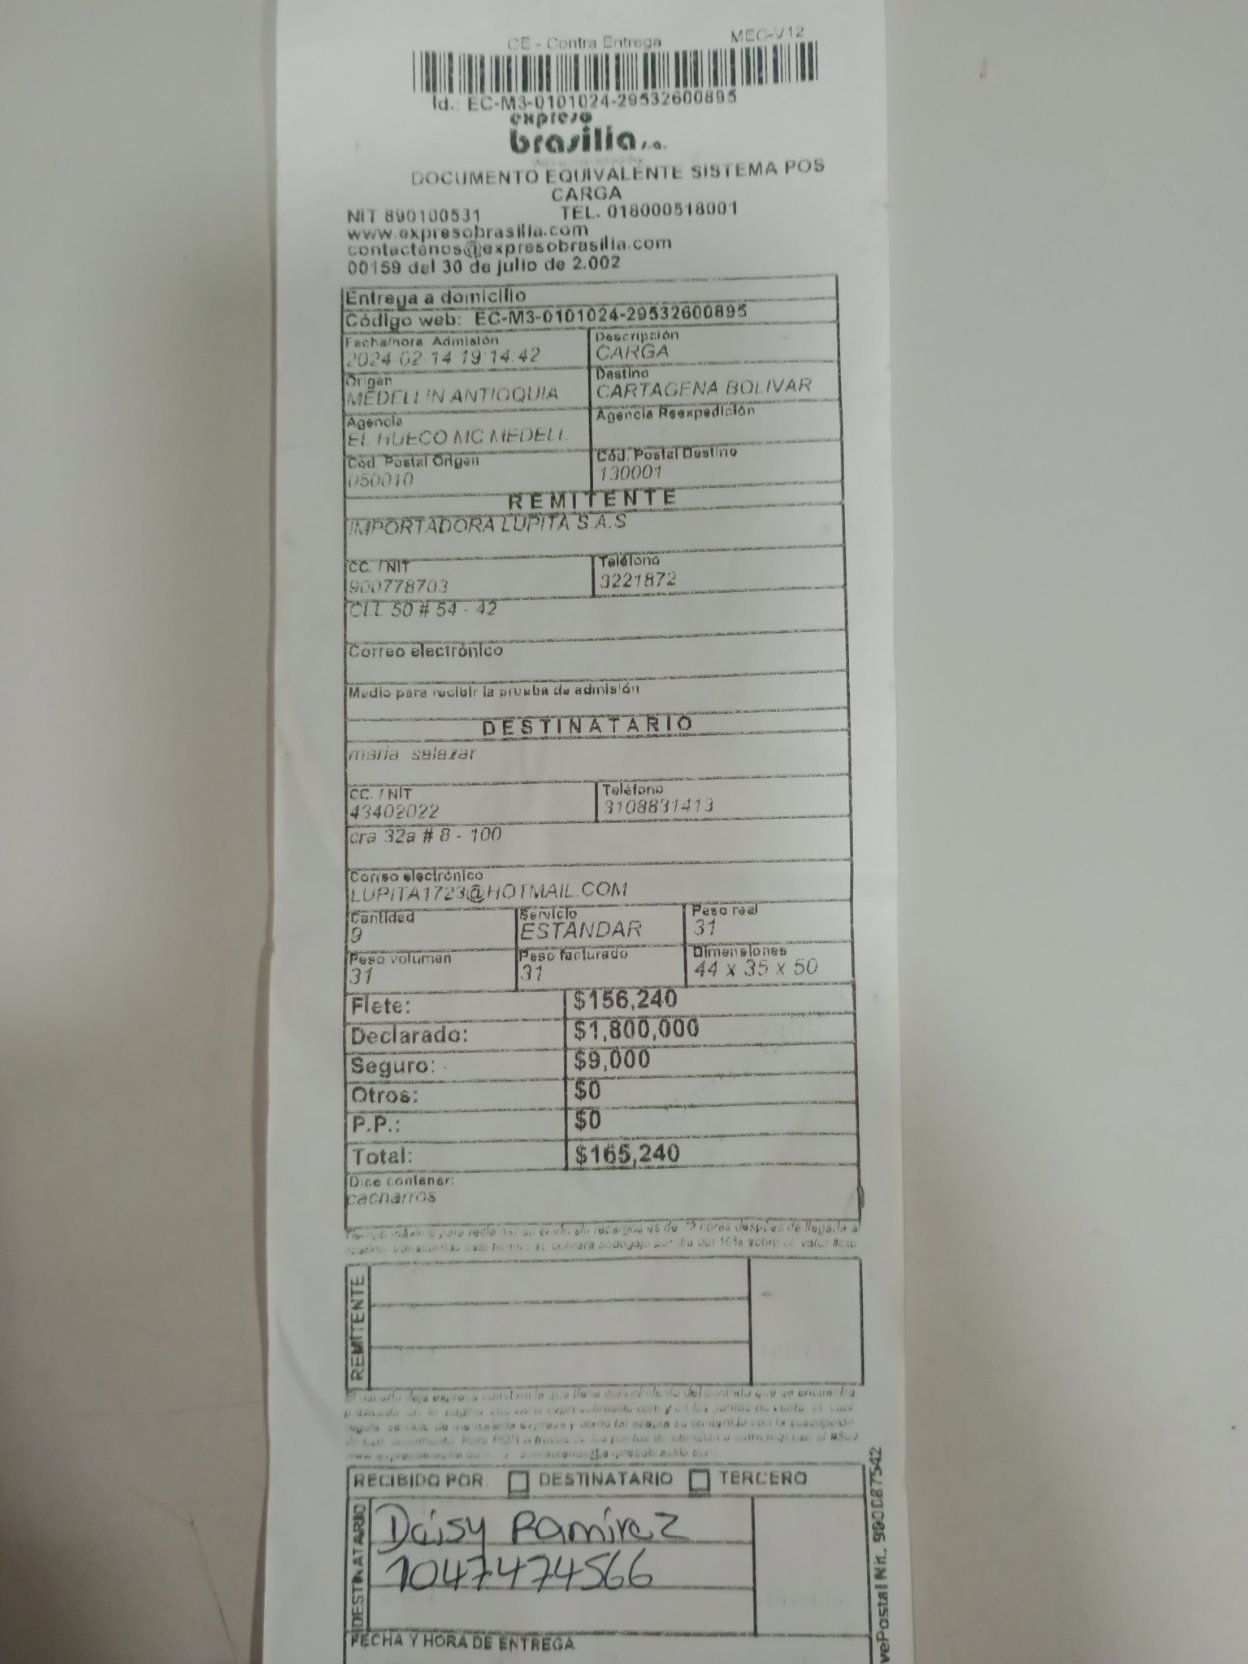 CE - Contra Entrega MEC-V12
Id.: EC-M3-0101024-29532600895
expreso
brasilia s.a.
DOCUMENTO EQUIVALENTE SISTEMA POS
CARGA
NIT 890100531 TEL. 018000518001
www.expresobrasilia.com
contactenos@expresobrasilia.com
00159 del 30 de julio de 2.002
Entrega a domicilio
Código web: EC-M3-0101024-29532600895
Fecha/hora Admisión Descripción
2024-02-14 19:14:42 CARGA
Origen Destino
MEDELLIN ANTIOQUIA CARTAGENA BOLIVAR
Agencia Agencia Reexpedición
EL HUECO MC MEDELL
Cód. Postal Origen Cód. Postal Destino
050010 130001
REMITENTE
IMPORTADORA LUPITA S.A.S
CC. / NIT Teléfono
900778703 3221872
CLL 50 # 54 - 42
Correo electrónico
Medio para recibir la prueba de admisión
DESTINATARIO
maria salazar
CC. / NIT Teléfono
43402022 3108831413
cra 32a # 8 - 100
Correo electrónico
LUPITA1723@HOTMAIL.COM
Cantidad Servicio Peso real
9 ESTANDAR 31
Peso volumen Peso facturado Dimensiones
31 31 44 x 35 x 50
Flete: $156,240
Declarado: $1,800,000
Seguro: $9,000
Otros: $0
P.P.: $0
Total: $165,240
Dice contener:
cacharros
REMITENTE
RECIBIDO POR DESTINATARIO TERCERO
DESTINATARIO
Daisy Ramirez
1047474566
FECHA Y HORA DE ENTREGA
vePostal Nit. 990087542